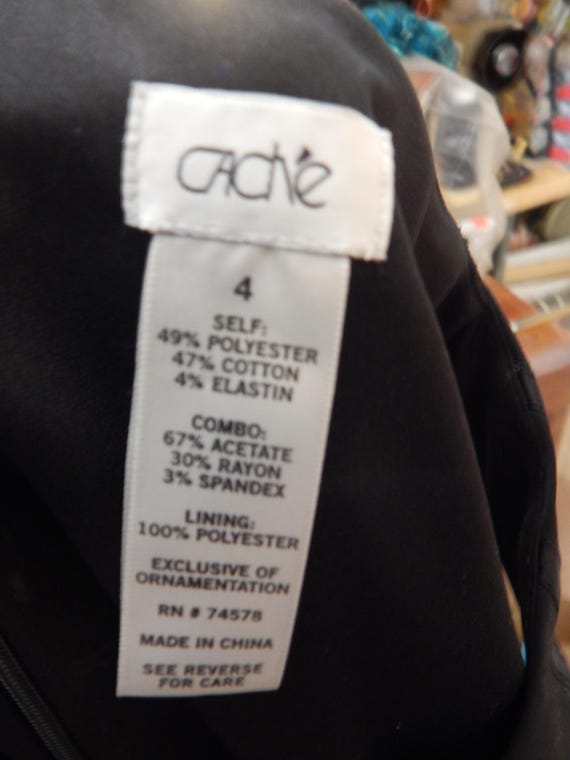 CACHÉ
4
SELF:
49% POLYESTER
47% COTTON
4% ELASTIN
COMBO:
67% ACETATE
30% RAYON
3% SPANDEX
LINING:
100% POLYESTER
EXCLUSIVE OF
ORNAMENTATION
RN # 74578
MADE IN CHINA
SEE REVERSE
FOR CARE